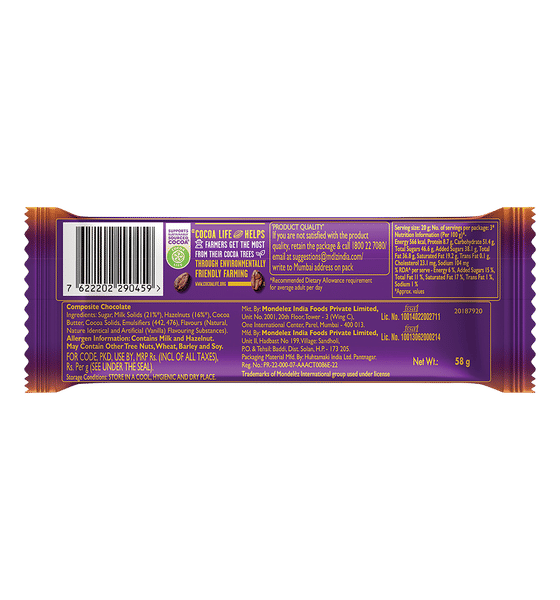 7 622202 290459 >
SUPPORTS
SUSTAINABLY
SOURCED
COCOA*
"COCOA LIFE HELPS
FARMERS GET THE MOST
FROM THEIR COCOA TREES
THROUGH ENVIRONMENTALLY
FRIENDLY FARMING
WWW.COCOALIFE.ORG
"PRODUCT QUALITY"
If you are not satisfied with the product
quality, retain the package & call 1800 22 7080/
email at suggestions@mdlzindia.com/
write to Mumbai address on pack
*Recommended Dietary Allowance requirement
for average adult per day
Serving size: 20 g; No. of servings per package: 3*
Nutrition Information (Per 100 g)*-
Energy 566 kcal, Protein 8.7 g, Carbohydrate 51.4 g,
Total Sugars 46.6 g, Added Sugars 38.1 g, Total
Fat 36.8 g, Saturated Fat 19.2 g, Trans Fat 0.1 g,
Cholesterol 23.1 mg, Sodium 104 mg
% RDA* per serve - Energy 6%, Added Sugars 15%,
Total Fat 11 %, Saturated Fat 17%, Trans Fat 1 %,
Sodium 1 %
*Approx. values
Composite Chocolate
Ingredients: Sugar, Milk Solids (21%*), Hazelnuts (16%*), Cocoa
Butter, Cocoa Solids, Emulsifiers (442, 476), Flavours (Natural,
Nature Identical and Artificial (Vanilla) Flavouring Substances).
Allergen Information: Contains Milk and Hazelnut.
May Contain Other Tree Nuts, Wheat, Barley and Soy.
FOR CODE, PKD, USE BY, MRP Rs. (INCL OF ALL TAXES),
Rs. Per g (SEE UNDER THE SEAL).
Storage Conditions: STORE IN A COOL, HYGIENIC AND DRY PLACE.
Mkt. By: Mondelez India Foods Private Limited,
Unit No. 2001, 20th Floor, Tower - 3 (Wing C),
One International Center, Parel, Mumbai - 400 013.
Mfd. By: Mondelez India Foods Private Limited,
Unit II, Hadbast No 199, Village: Sandholi,
P.O. & Tehsil: Baddi, Dist. Solan, H.P - 173 205.
Packaging Material Mfg. By: Huhtamaki India Ltd. Pantnagar.
Reg. No.: PR-22-000-07-AAACT0086E-22
Trademarks of Mondelēz International group used under license
fssai
Lic. No. 10014022002711
fssai
Lic. No. 10013062000214
20187920
Net Wt.: 58 g